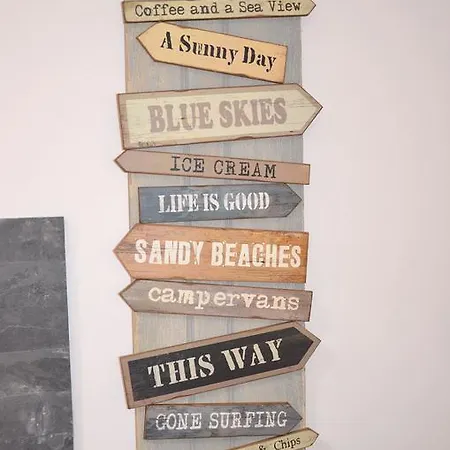 Coffee and a Sea View
A Sunny Day
BLUE SKIES
ICE CREAM
LIFE IS GOOD
SANDY BEACHES
campervans
THIS WAY
GONE SURFING
& Chips